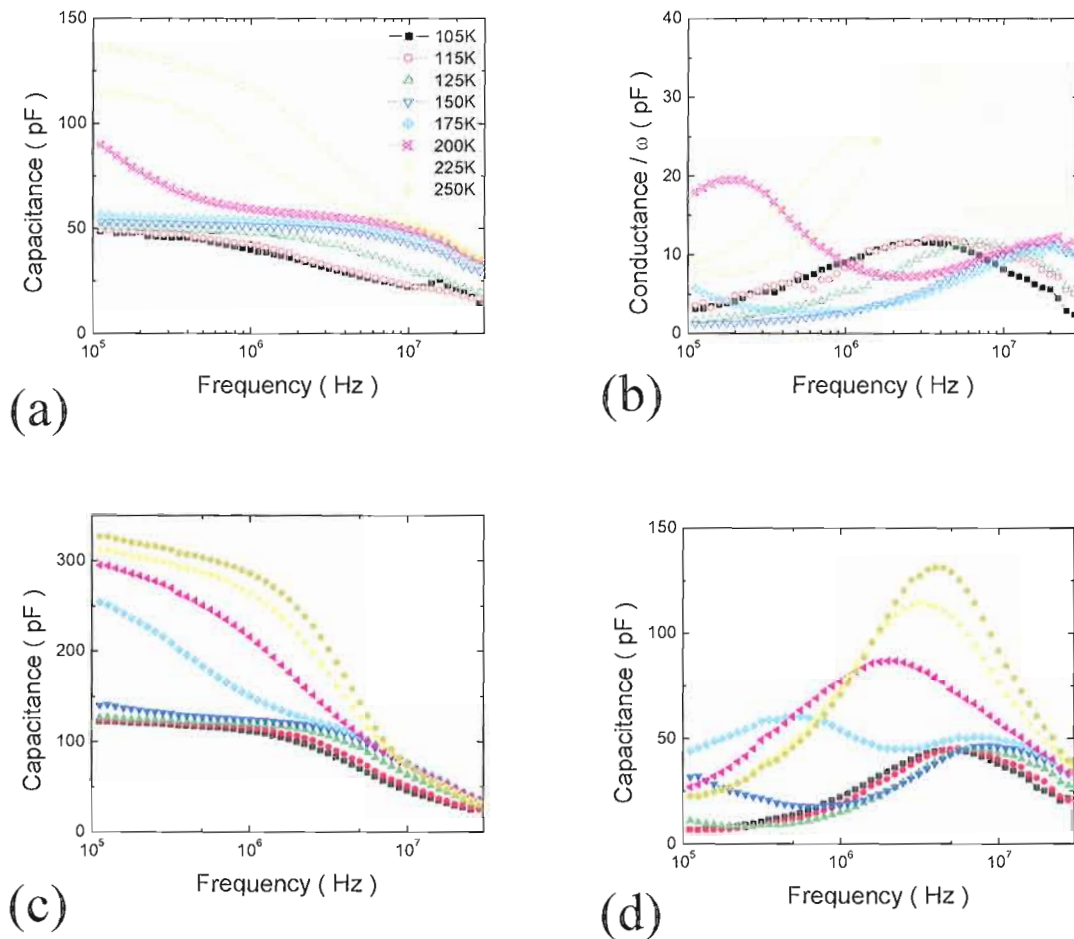 150
100
50
0
Capacitance ( pF )
105K
115K
125K
150K
175K
200K
225K
250K
10^5
10^6
10^7
Frequency ( Hz )
(a)
40
30
20
10
0
Conductance / ω ( pF )
10^5
10^6
10^7
Frequency ( Hz )
(b)
300
200
100
0
Capacitance ( pF )
10^5
10^6
10^7
Frequency ( Hz )
(c)
150
100
50
0
Capacitance ( pF )
10^5
10^6
10^7
Frequency ( Hz )
(d)